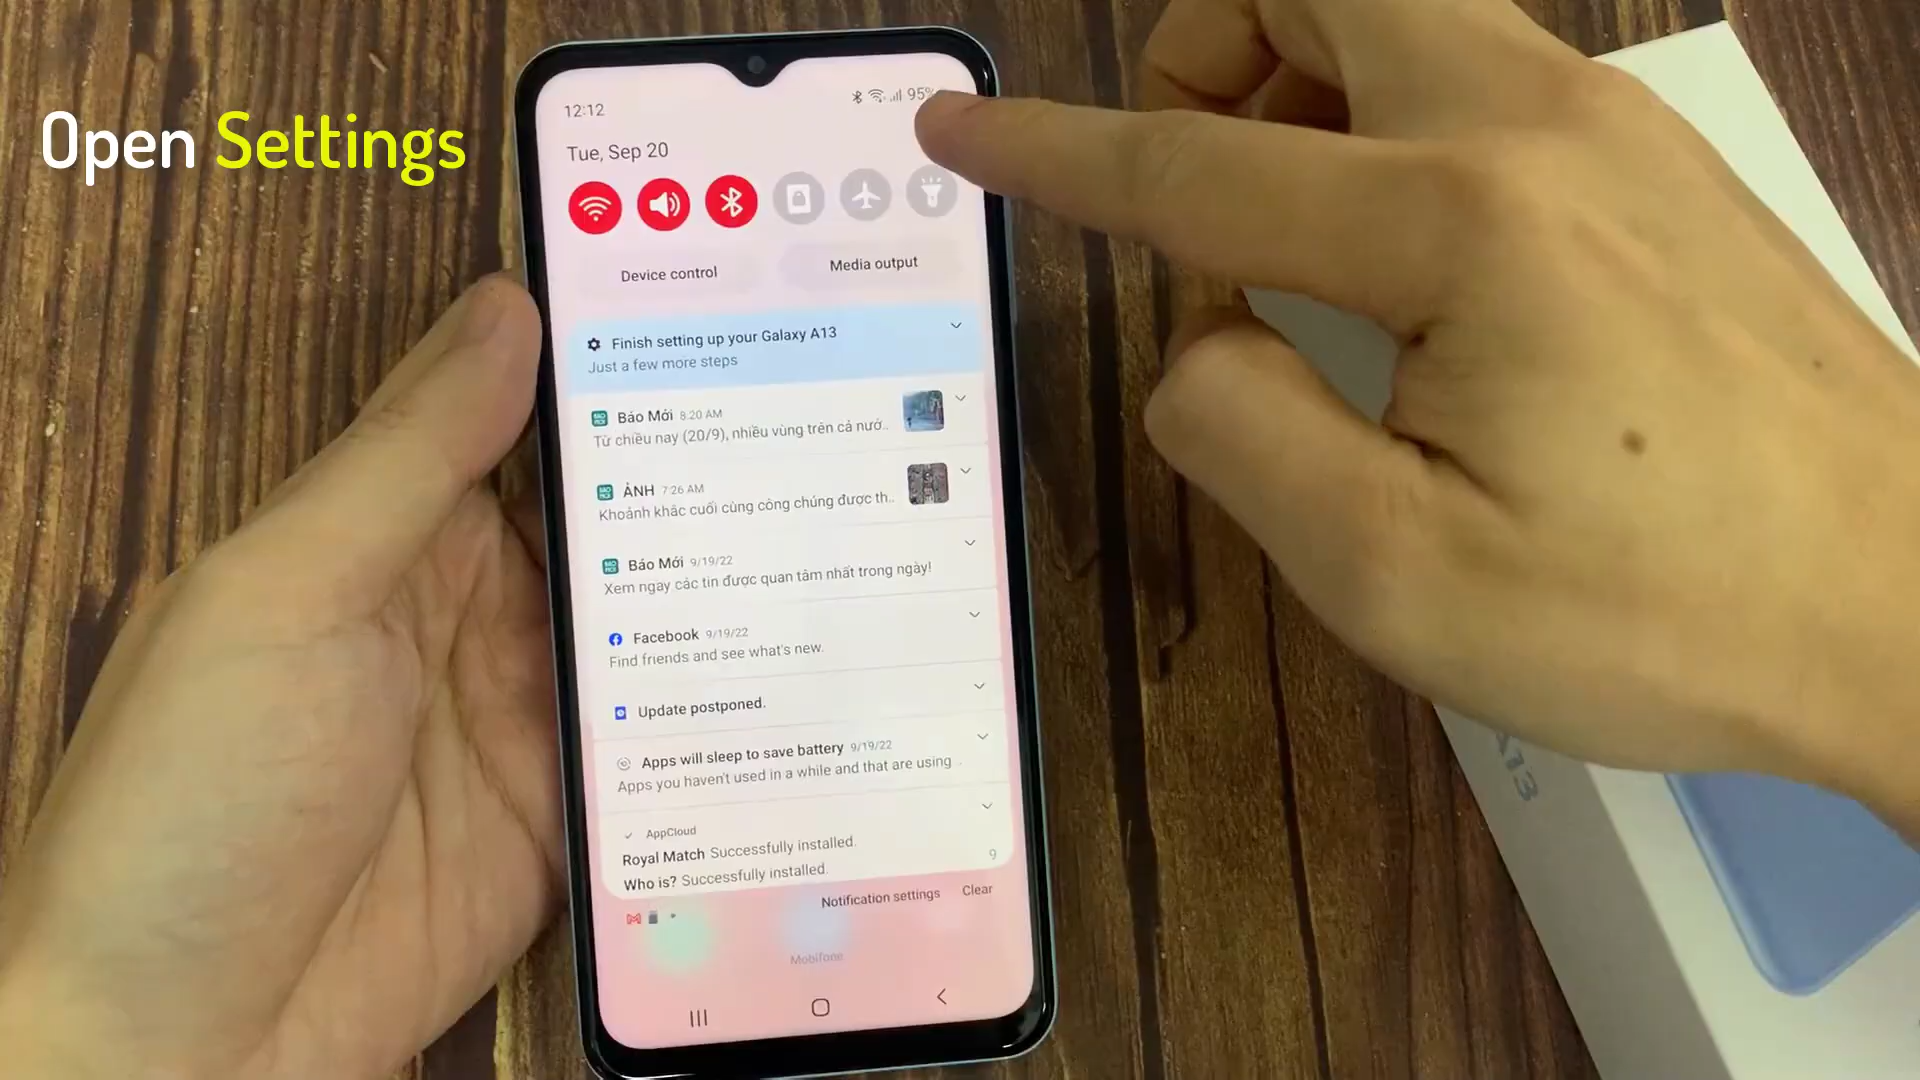 Open Settings
12:12
95%
Tue, Sep 20
Device control
Media output
Finish setting up your Galaxy A13
Just a few more steps
Báo Mới 8:20 AM
Từ chiều nay (20/9), nhiều vùng trên cả nướ..
ẢNH 7:26 AM
Khoảnh khắc cuối cùng công chúng được th..
Báo Mới 9/19/22
Xem ngay các tin được quan tâm nhất trong ngày!
Facebook 9/19/22
Find friends and see what's new.
Update postponed.
Apps will sleep to save battery 9/19/22
Apps you haven't used in a while and that are using
AppCloud
Royal Match Successfully installed.
Who is? Successfully installed.
9
Notification settings
Clear
Mobifone
A13